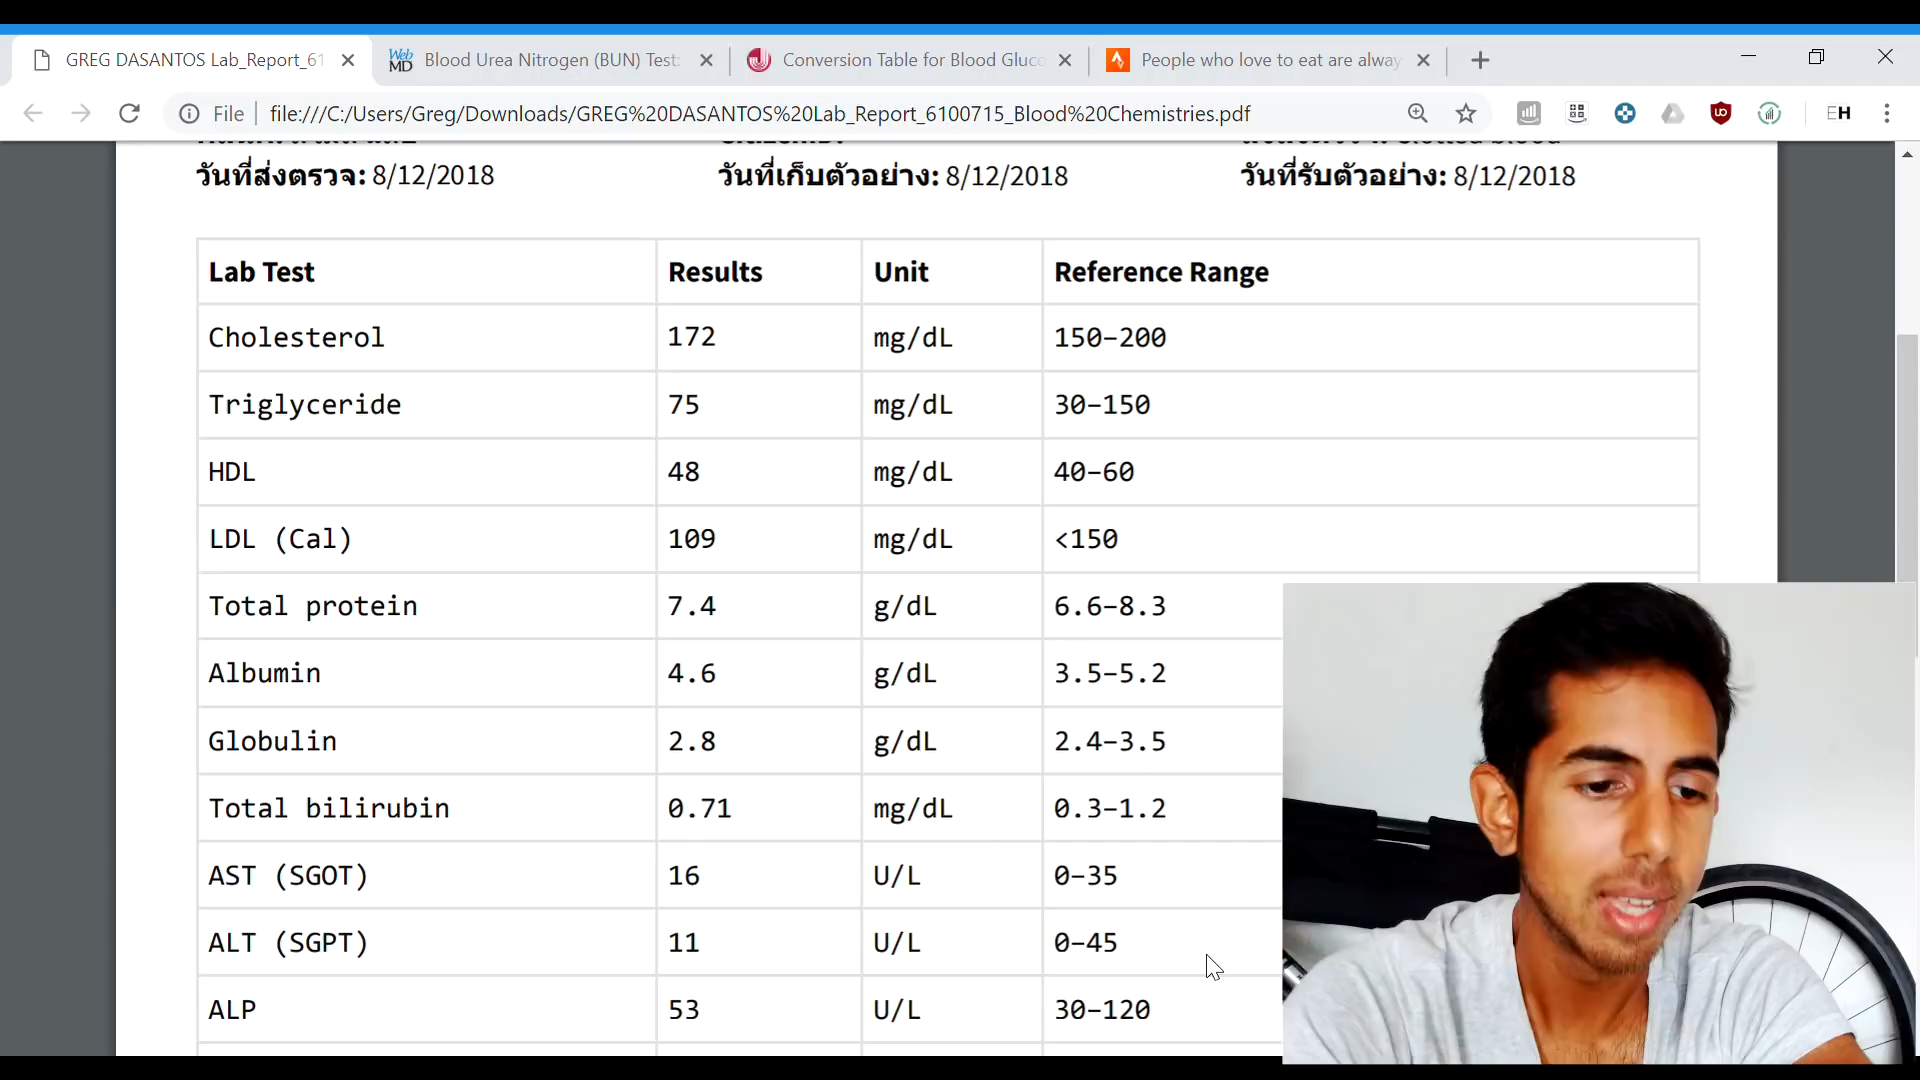 GREG DASANTOS Lab_Report_61
Web MD Blood Urea Nitrogen (BUN) Test:
Conversion Table for Blood Gluco
People who love to eat are alway
File file:///C:/Users/Greg/Downloads/GREG%20DASANTOS%20Lab_Report_6100715_Blood%20Chemistries.pdf EH
วันที่ส่งตรวจ: 8/12/2018 วันที่เก็บตัวอย่าง: 8/12/2018 วันที่รับตัวอย่าง: 8/12/2018
Lab Test Results Unit Reference Range
Cholesterol 172 mg/dL 150–200
Triglyceride 75 mg/dL 30–150
HDL 48 mg/dL 40–60
LDL (Cal) 109 mg/dL <150
Total protein 7.4 g/dL 6.6–8.3
Albumin 4.6 g/dL 3.5–5.2
Globulin 2.8 g/dL 2.4–3.5
Total bilirubin 0.71 mg/dL 0.3–1.2
AST (SGOT) 16 U/L 0–35
ALT (SGPT) 11 U/L 0–45
ALP 53 U/L 30–120